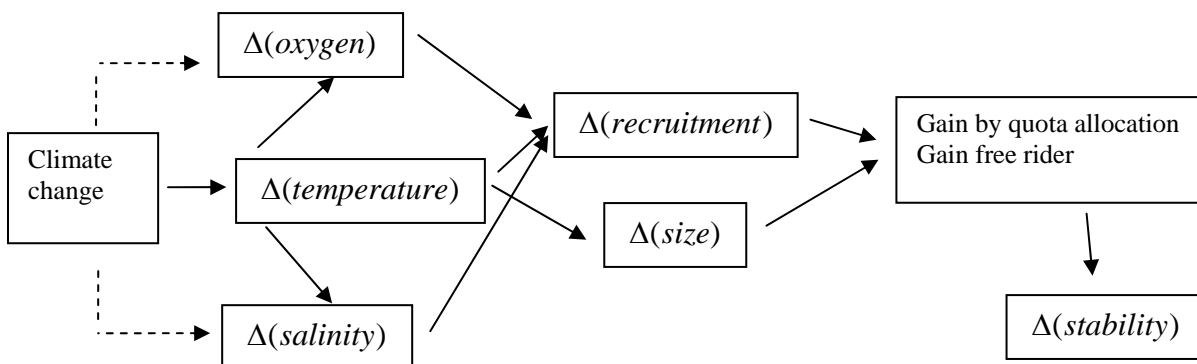 Δ(oxygen)
Climate
change
Δ(temperature)
Δ(salinity)
Δ(recruitment)
Δ(size)
Gain by quota allocation
Gain free rider
Δ(stability)